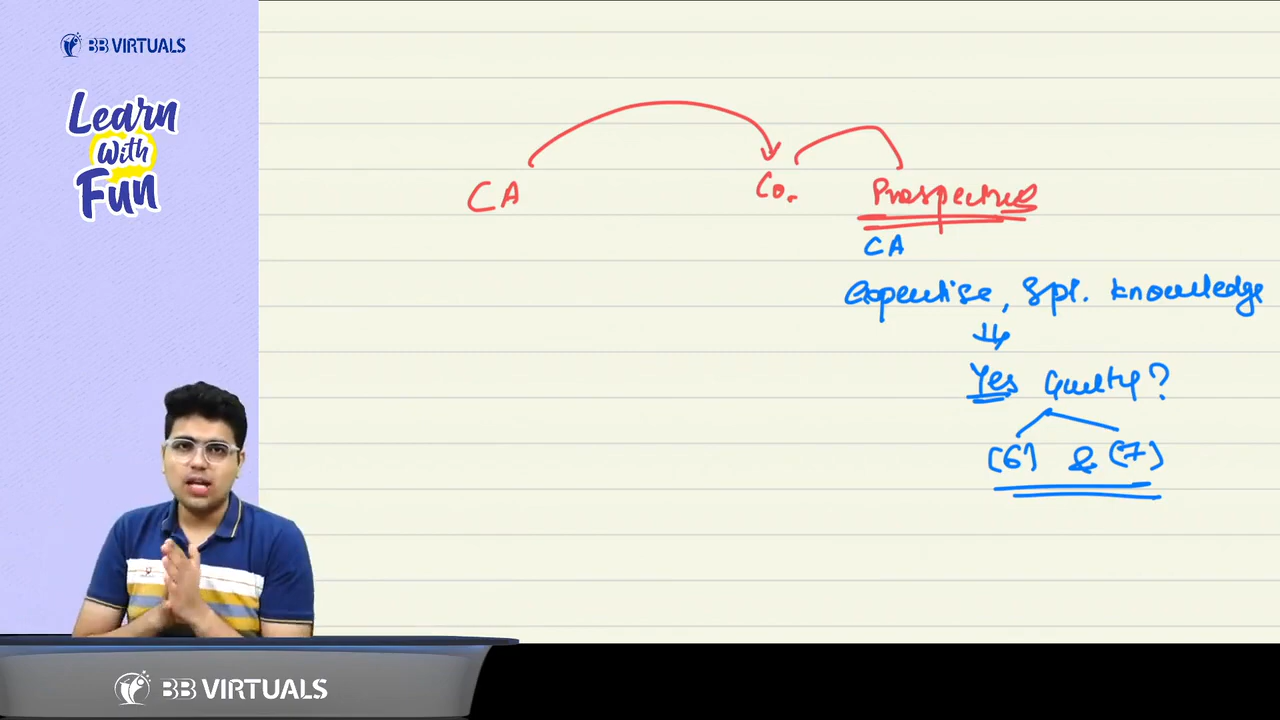 BB VIRTUALS
Learn
With
Fun
CA Co. Prospectus
CA
expertise, Spl. knowledge
Yes Guilty?
(6) & (7)
BB VIRTUALS